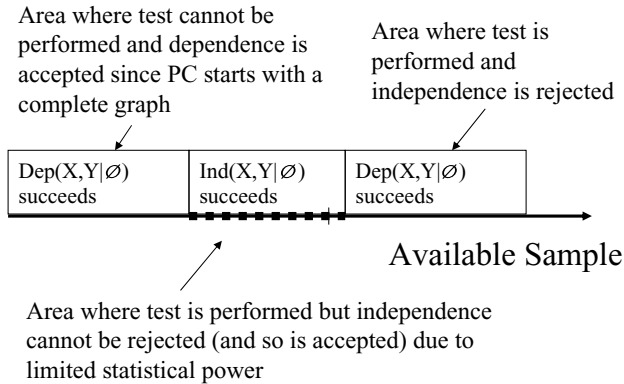 Area where test cannot be
performed and dependence is
accepted since PC starts with a
complete graph
Area where test is
performed and
independence is rejected
Dep(X,Y|∅)
succeeds
Ind(X,Y|∅)
succeeds
Dep(X,Y|∅)
succeeds
Available Sample
Area where test is performed but independence
cannot be rejected (and so is accepted) due to
limited statistical power